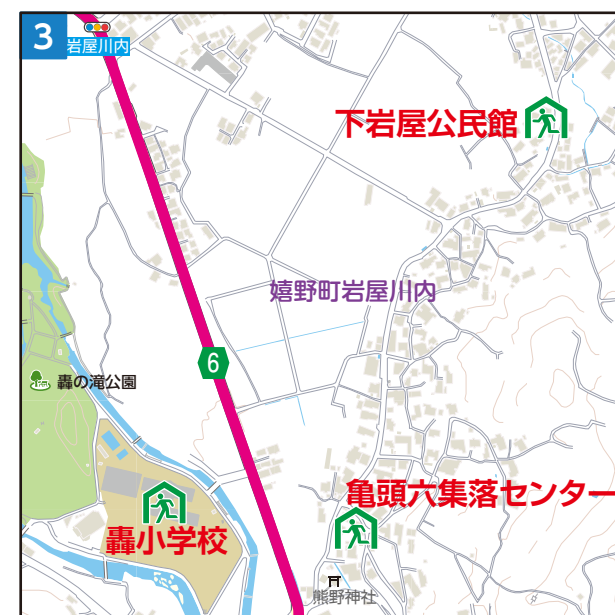 3
岩屋川内
下岩屋公民館
嬉野町岩屋川内
6
轟の滝公園
亀頭六集落センター
轟小学校
熊野神社